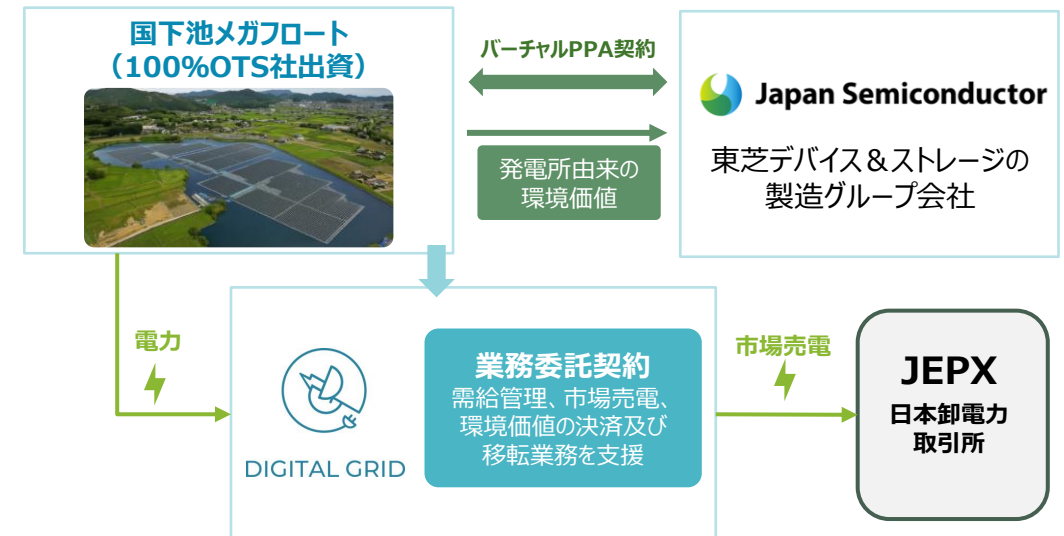 国下池メガフロート
（100%OTS社出資）
バーチャルPPA契約
発電所由来の
環境価値
Japan Semiconductor
東芝デバイス＆ストレージの
製造グループ会社
電力
DIGITAL GRID
業務委託契約
需給管理、市場売電、
環境価値の決済及び
移転業務を支援
市場売電
JEPX
日本卸電力
取引所